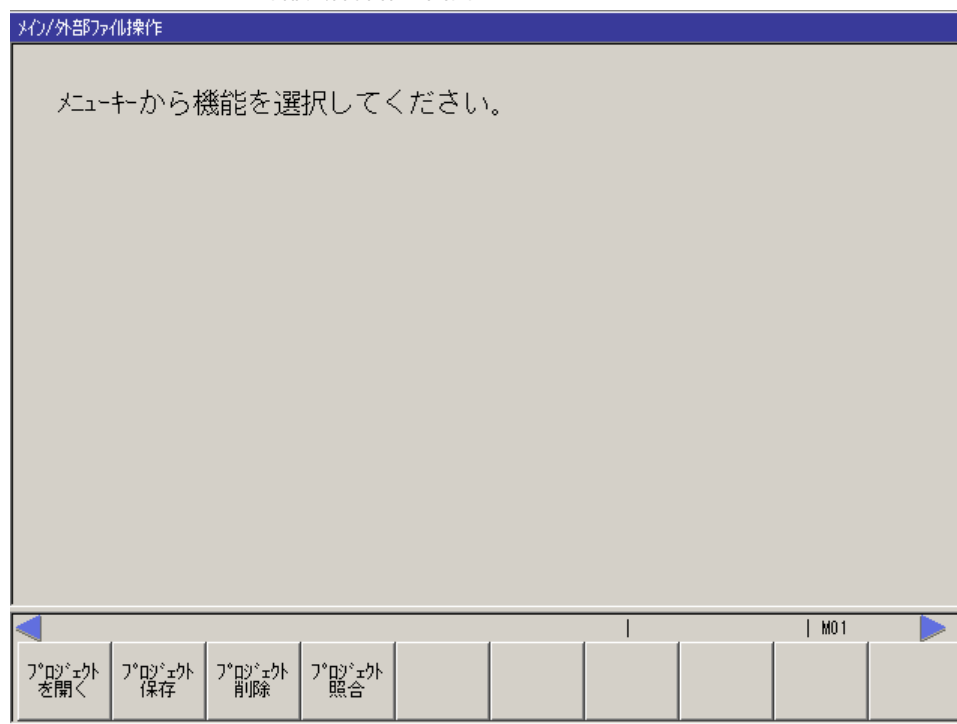 ﾒｲﾝ/外部ﾌｧｲﾙ操作
ﾒﾆｭｰｷｰから機能を選択してください。
| | M01
ﾌﾟﾛｼﾞｪｸﾄ
を開く
ﾌﾟﾛｼﾞｪｸﾄ
保存
ﾌﾟﾛｼﾞｪｸﾄ
削除
ﾌﾟﾛｼﾞｪｸﾄ
照合